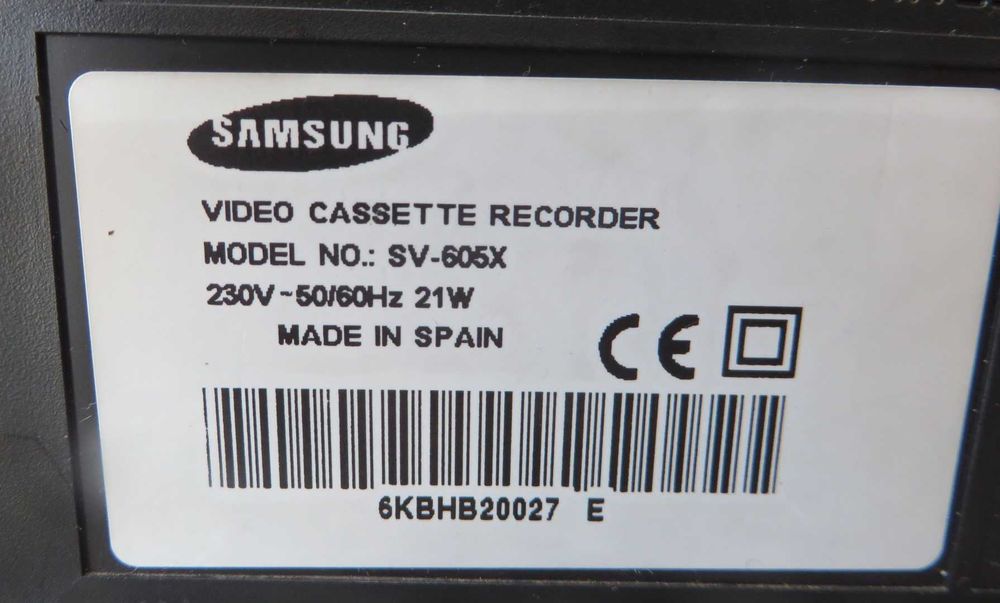 SAMSUNG
VIDEO CASSETTE RECORDER
MODEL NO.: SV-605X
230V ~50/60Hz 21W
MADE IN SPAIN
CE
6KBHB20027 E